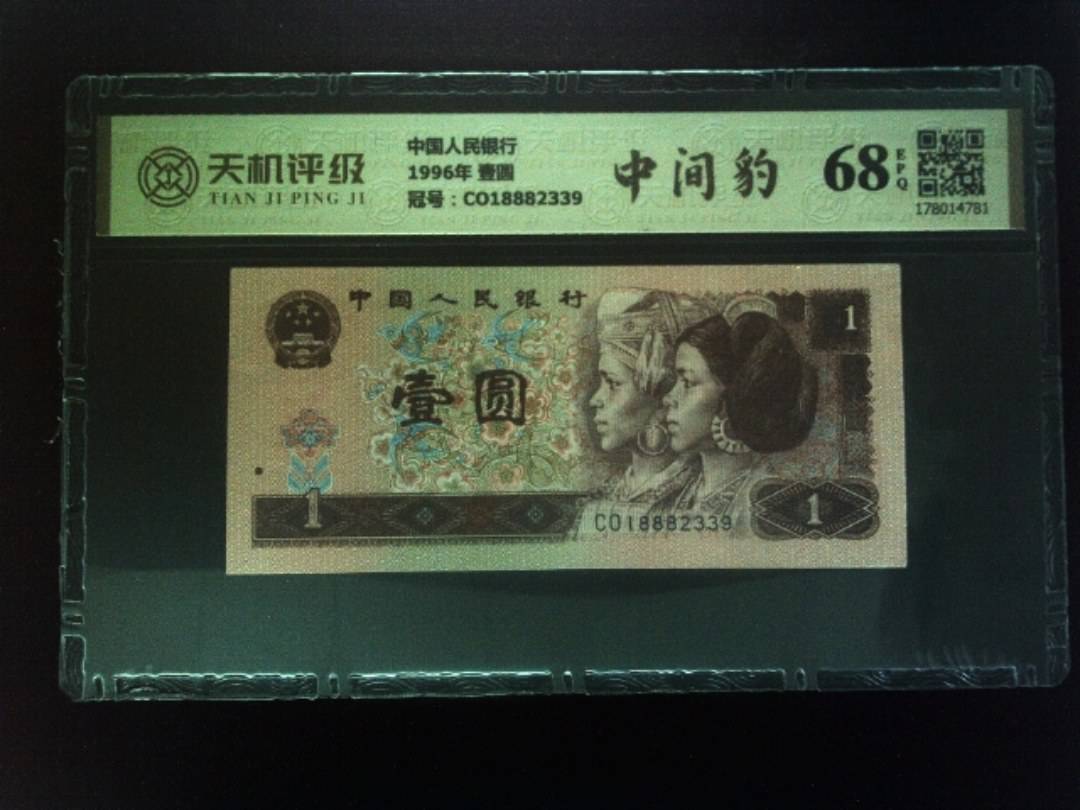 天机评级
TIAN JI PING JI
中国人民银行
1996年 壹圆
冠号：CO18882339
中间豹
68
EPQ
178014781
中国人民银行
1
壹圆
1
CO18882339
1